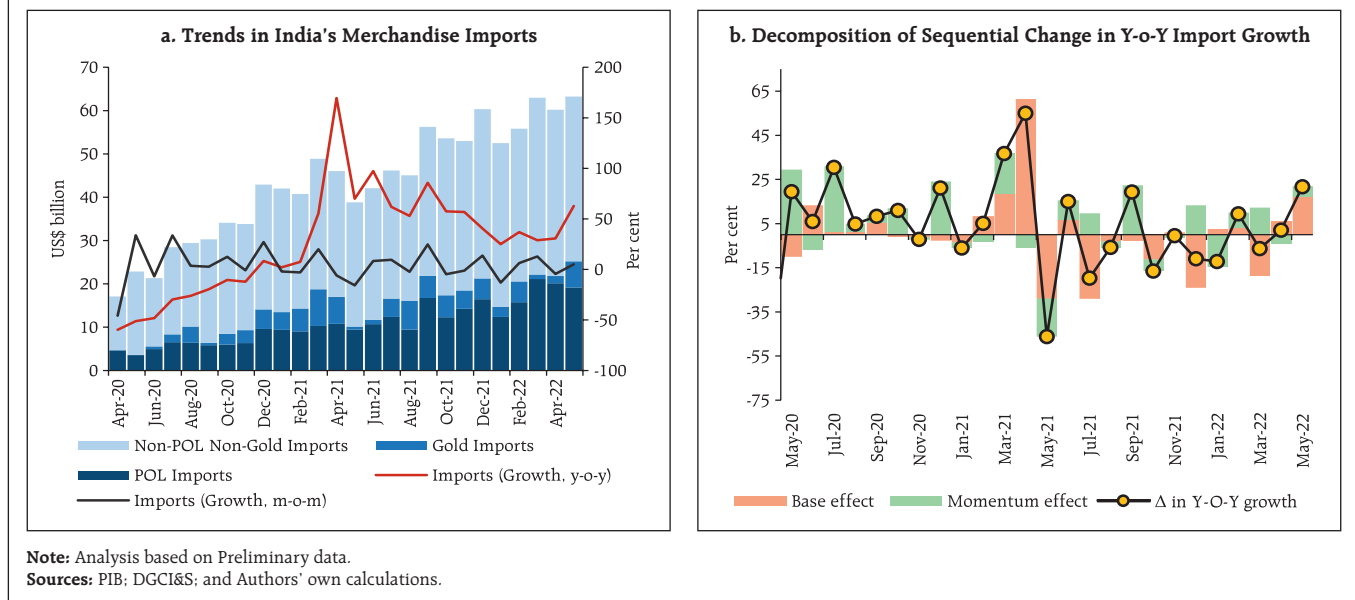 a. Trends in India's Merchandise Imports
70
60
50
40
30
20
10
0
US$ billion
200
150
100
50
0
-50
-100
Per cent
Apr-20
Jun-20
Aug-20
Oct-20
Dec-20
Feb-21
Apr-21
Jun-21
Aug-21
Oct-21
Dec-21
Feb-22
Apr-22
Non-POL Non-Gold Imports
Gold Imports
POL Imports
Imports (Growth, y-o-y)
Imports (Growth, m-o-m)
b. Decomposition of Sequential Change in Y-o-Y Import Growth
65
45
25
5
-15
-35
-55
-75
Per cent
May-20
Jul-20
Sep-20
Nov-20
Jan-21
Mar-21
May-21
Jul-21
Sep-21
Nov-21
Jan-22
Mar-22
May-22
Base effect
Momentum effect
Δ in Y-O-Y growth
Note: Analysis based on Preliminary data.
Sources: PIB; DGCI&S; and Authors' own calculations.